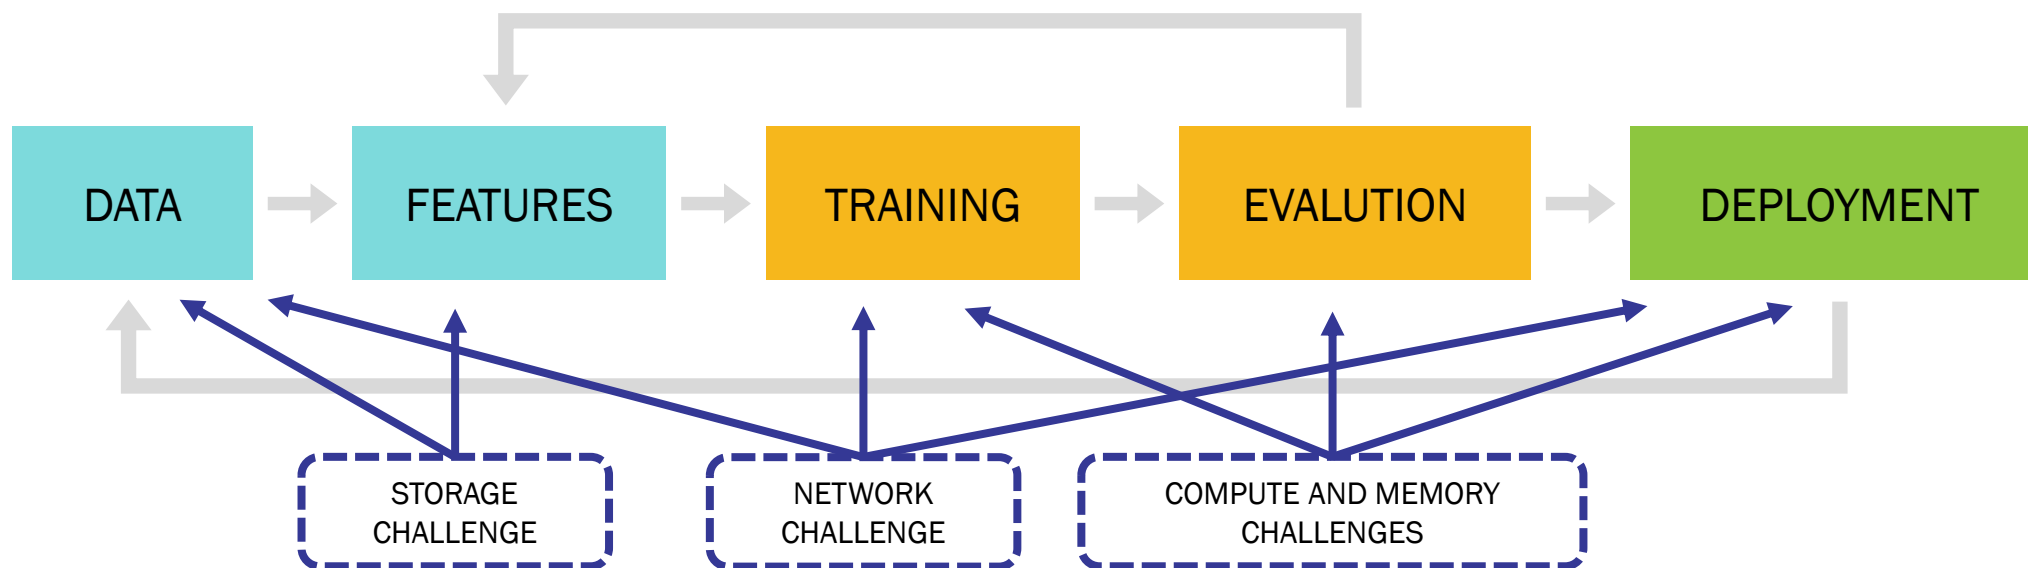 DATA
FEATURES
TRAINING
EVALUTION
DEPLOYMENT
STORAGE
CHALLENGE
NETWORK
CHALLENGE
COMPUTE AND MEMORY
CHALLENGES